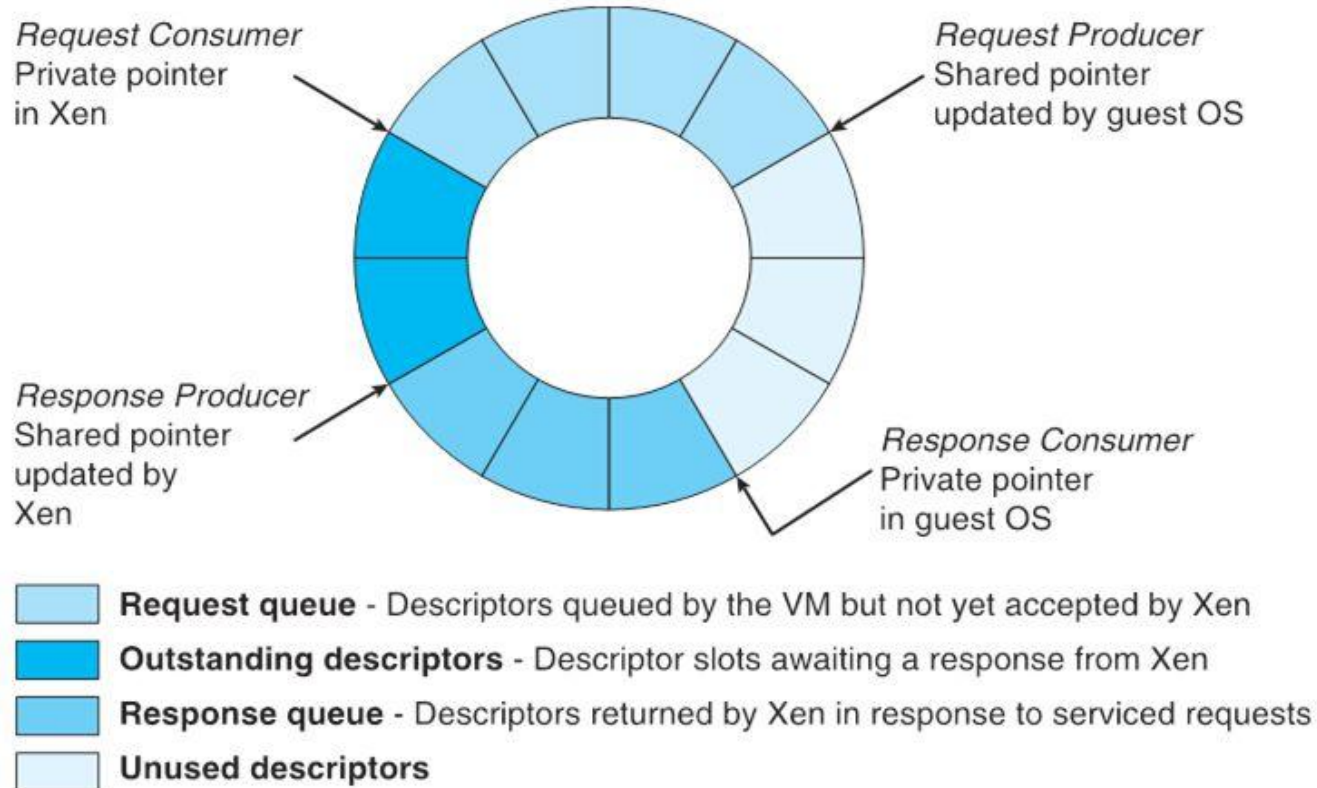 Request Consumer
Private pointer
in Xen
Request Producer
Shared pointer
updated by guest OS
Response Producer
Shared pointer
updated by
Xen
Response Consumer
Private pointer
in guest OS
Request queue - Descriptors queued by the VM but not yet accepted by Xen
Outstanding descriptors - Descriptor slots awaiting a response from Xen
Response queue - Descriptors returned by Xen in response to serviced requests
Unused descriptors